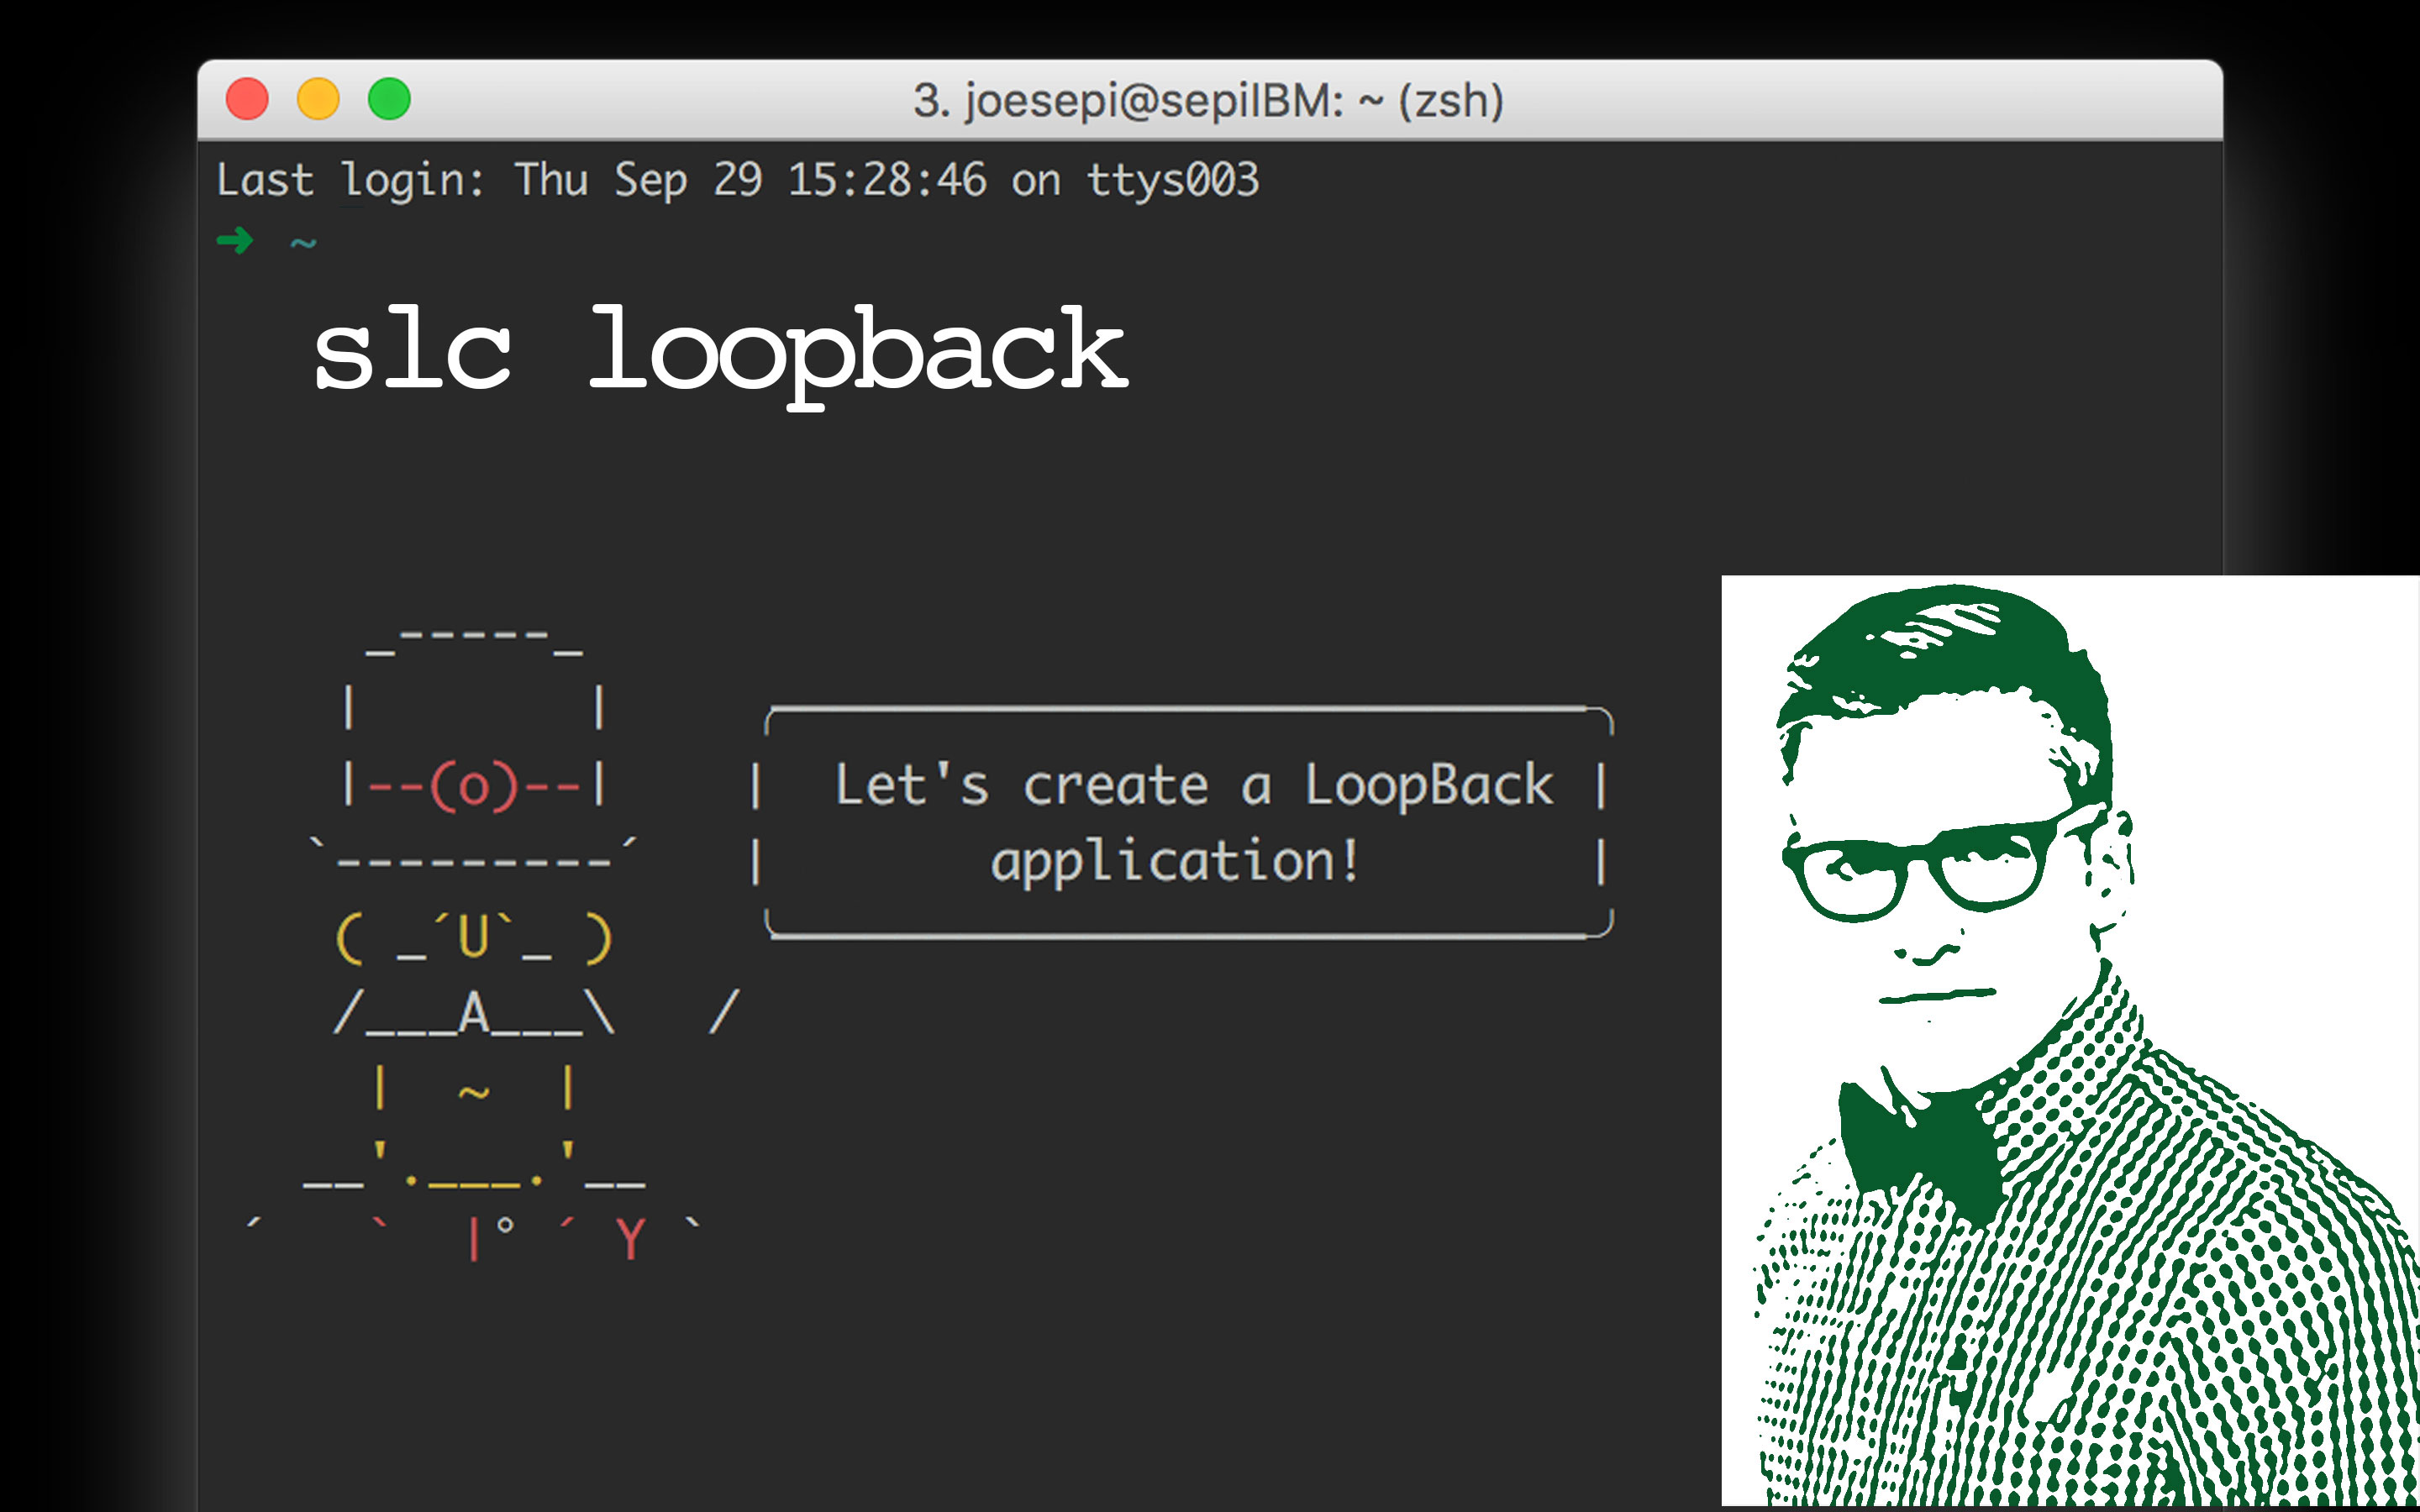 3. joesepi@sepiIBM: ~ (zsh)
Last login: Thu Sep 29 15:28:46 on ttys003
➜ ~
slc loopback
_-----_
|       |
|--(o)--|
`---------´
( _´U`_ )
/___A___\   /
|  ~  |
__'.___.'__
´   `  |° ´ Y `
Let's create a LoopBack
application!